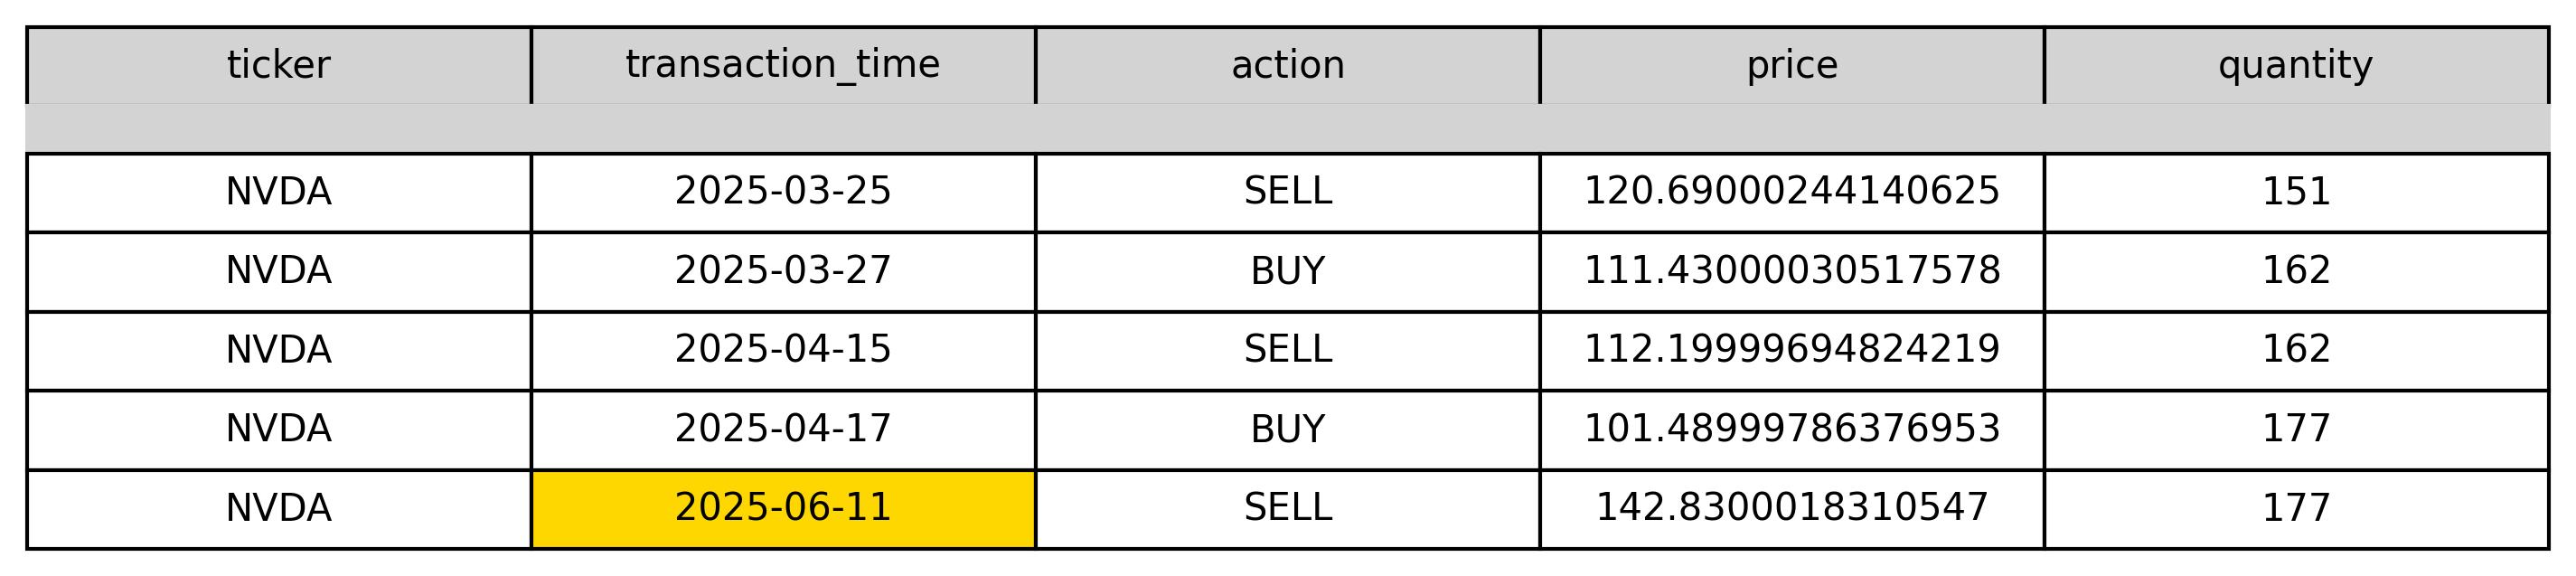 ticker transaction_time action price quantity
NVDA 2025-03-25 SELL 120.69000244140625 151
NVDA 2025-03-27 BUY 111.43000030517578 162
NVDA 2025-04-15 SELL 112.19999694824219 162
NVDA 2025-04-17 BUY 101.48999786376953 177
NVDA 2025-06-11 SELL 142.8300018310547 177